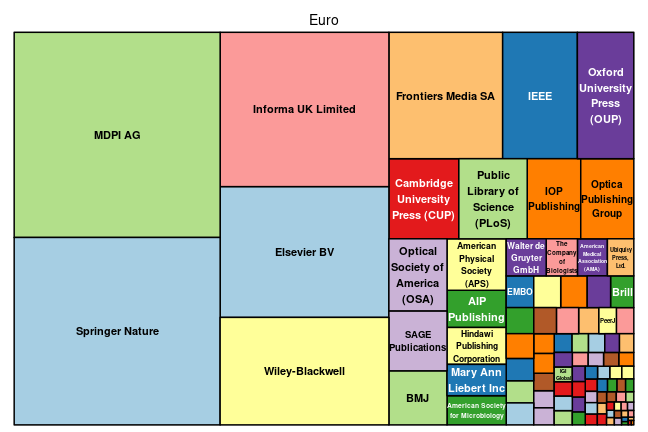 Euro
MDPI AG
Springer Nature
Informa UK Limited
Elsevier BV
Wiley-Blackwell
Frontiers Media SA
IEEE
Oxford
University
Press
(OUP)
Cambridge
University
Press (CUP)
Public
Library of
Science
(PLoS)
IOP
Publishing
Optica
Publishing
Group
Optical
Society of
America
(OSA)
SAGE
Publications
BMJ
American
Physical
Society
(APS)
AIP
Publishing
Hindawi
Publishing
Corporation
Mary Ann
Liebert Inc
American Society
for Microbiology
Walter de
Gruyter
GmbH
The
Company
of
Biologists
American
Medical
Association
(AMA)
Ubiquity
Press,
Ltd.
EMBO
Brill
PeerJ
IGI
Global